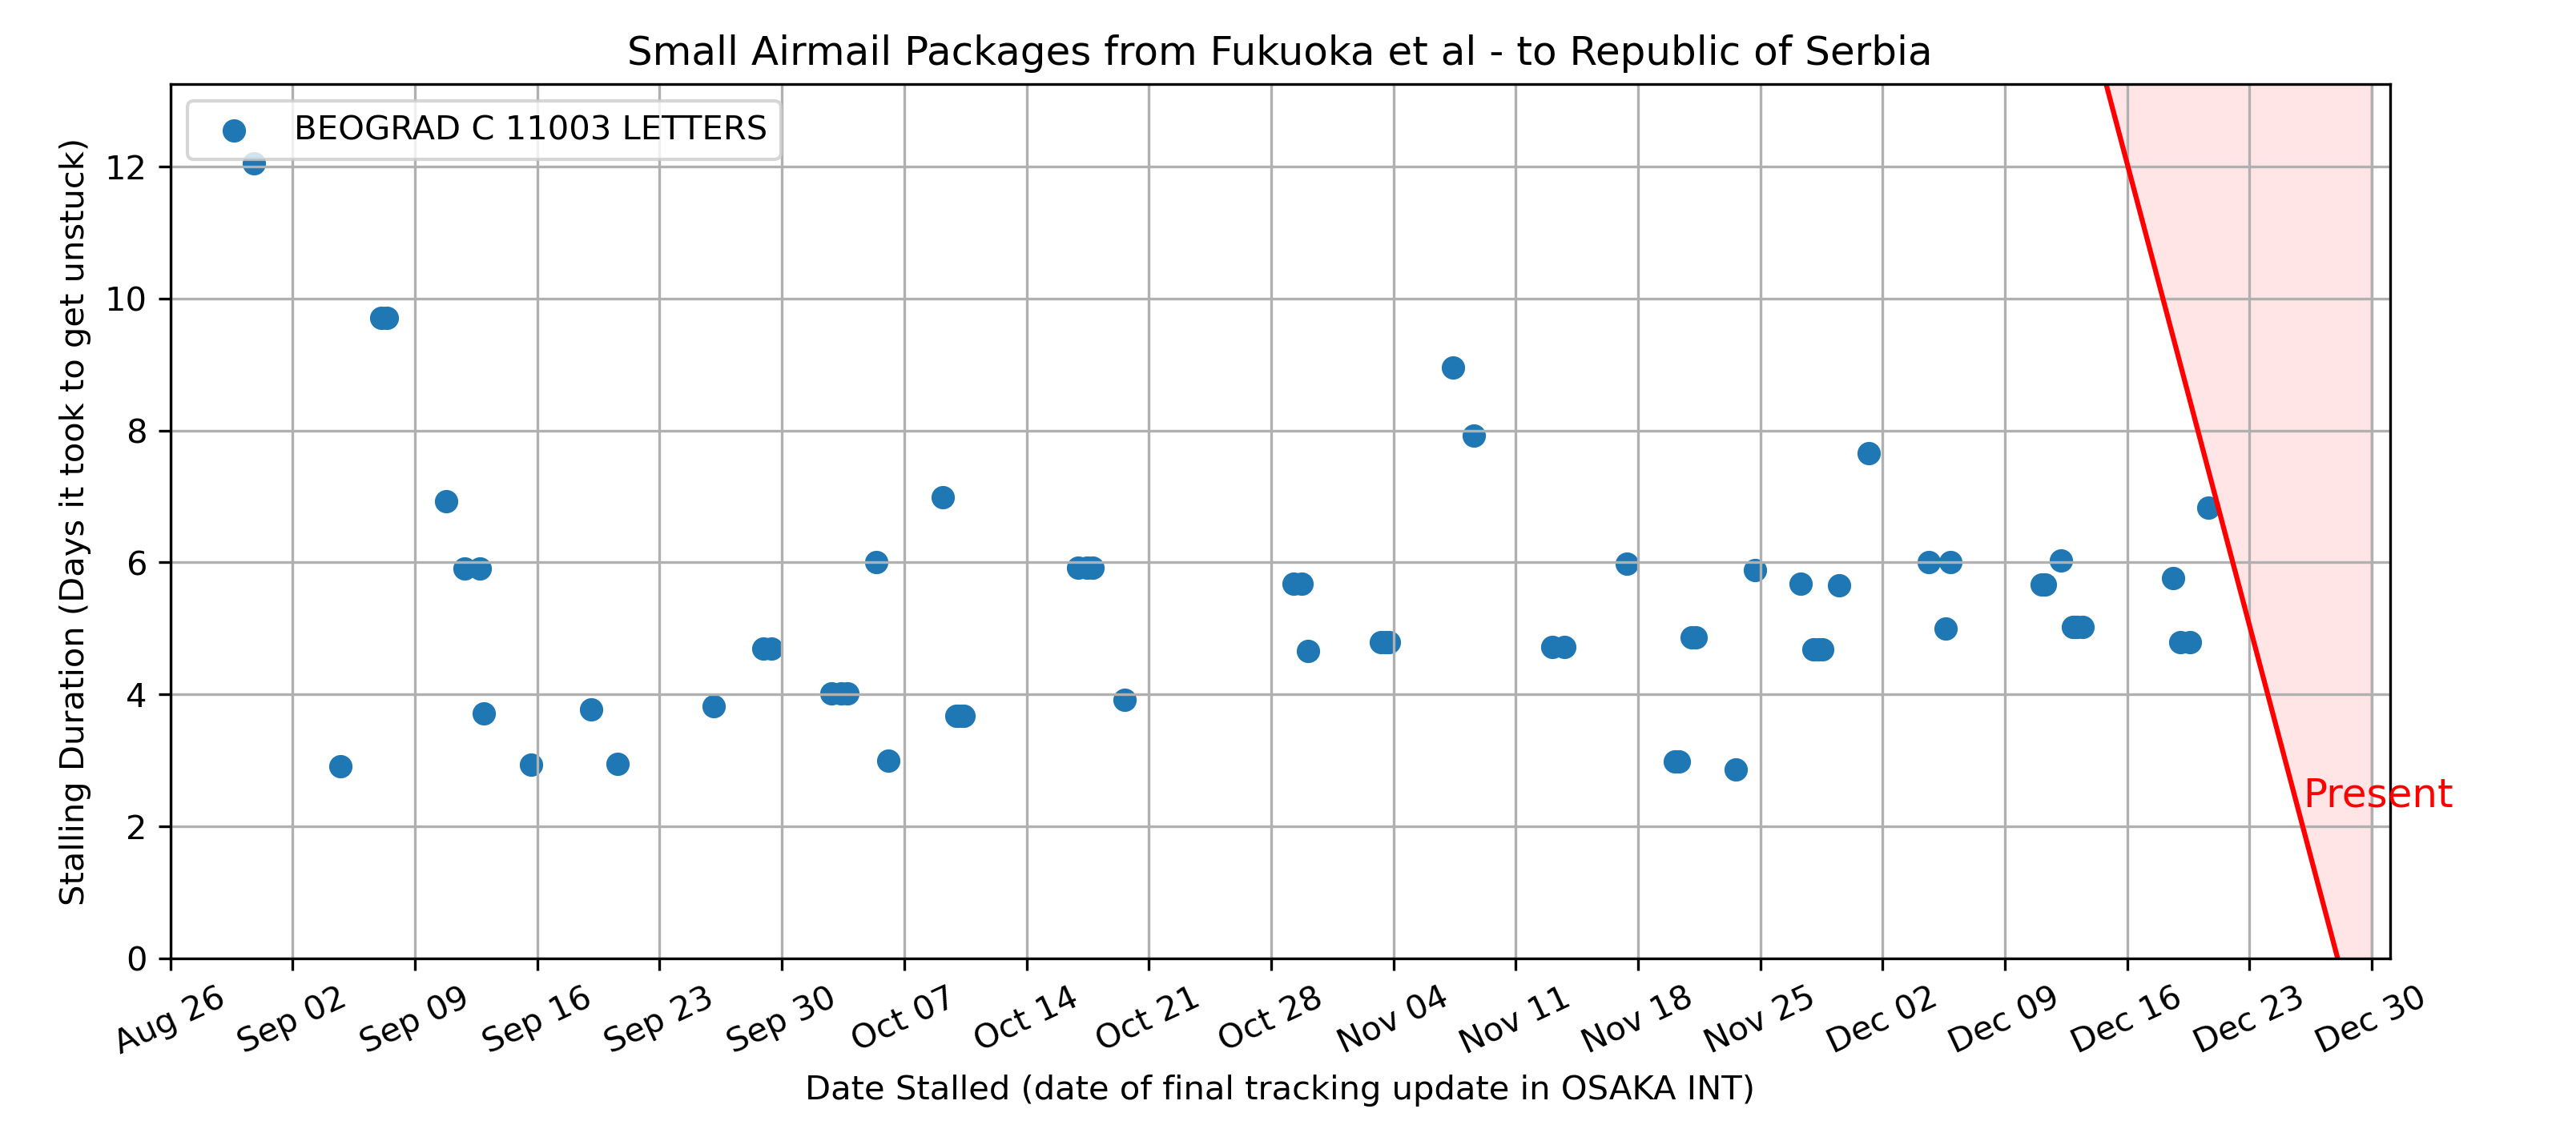 Small Airmail Packages from Fukuoka et al - to Republic of Serbia
BEOGRAD C 11003 LETTERS
Stalling Duration (Days it took to get unstuck)
12
10
8
6
4
2
0
Present
Aug 26
Sep 02
Sep 09
Sep 16
Sep 23
Sep 30
Oct 07
Oct 14
Oct 21
Oct 28
Nov 04
Nov 11
Nov 18
Nov 25
Dec 02
Dec 09
Dec 16
Dec 23
Dec 30
Date Stalled (date of final tracking update in OSAKA INT)